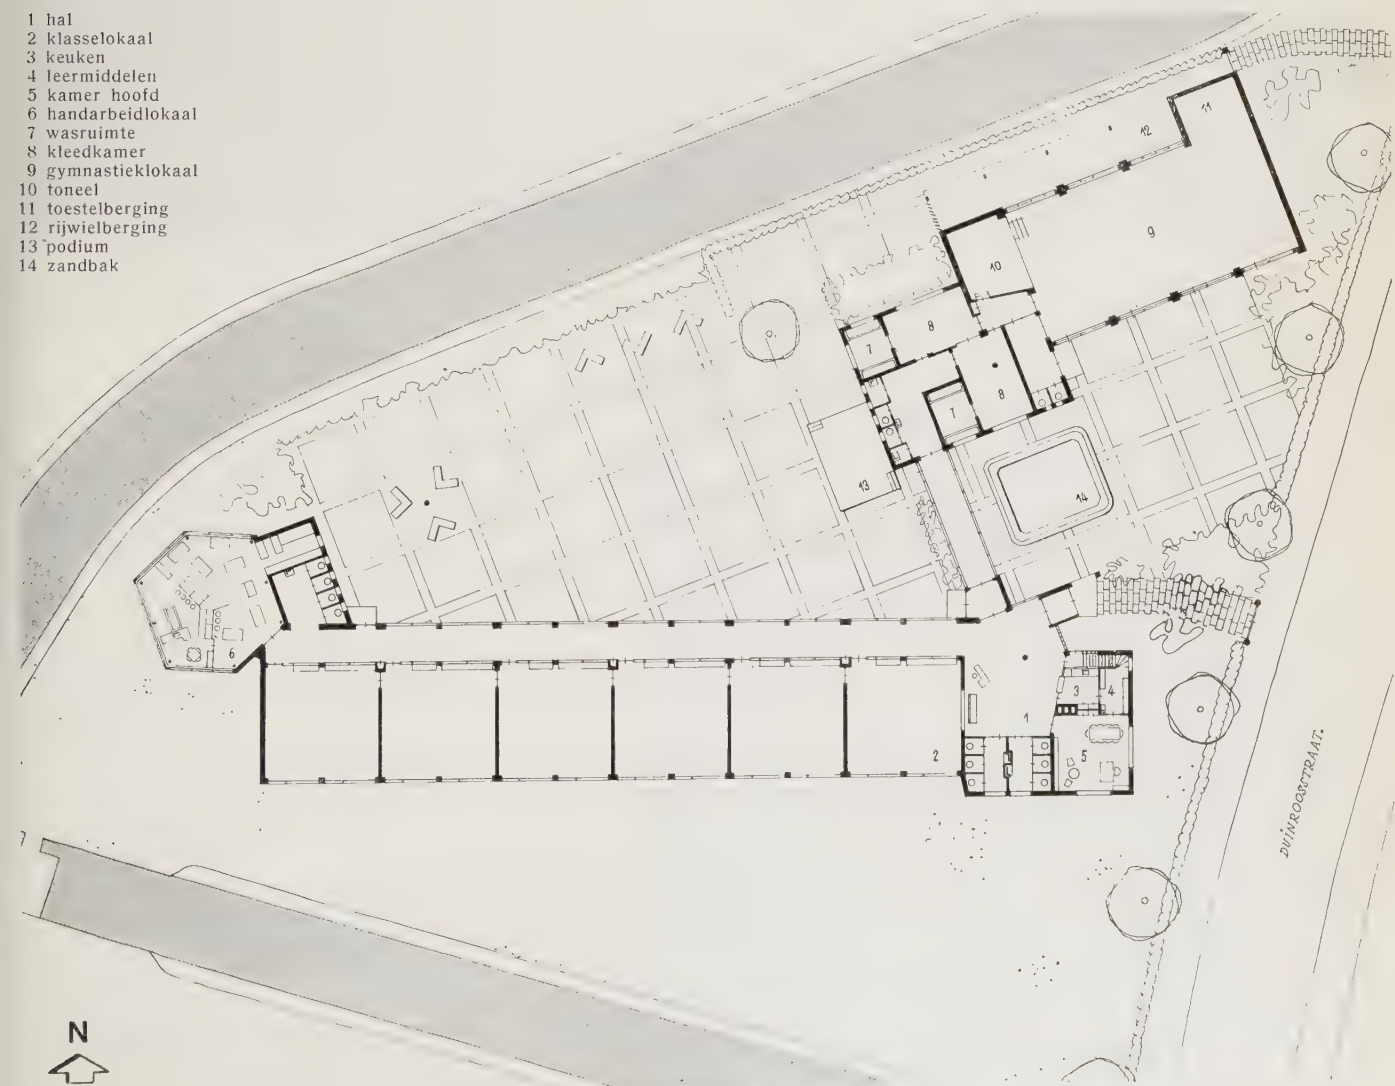 1 hal
2 klasselokaal
3 keuken
4 leermiddelen
5 kamer hoofd
6 handarbeidlokaal
7 wasruimte
8 kleedkamer
9 gymnastieklokaal
10 toneel
11 toestelberging
12 rijwielberging
13 podium
14 zandbak
11
12
9
10
8
7
8
7
13
14
6
3
4
1
2
5
DUINROOSSTRAAT.
N